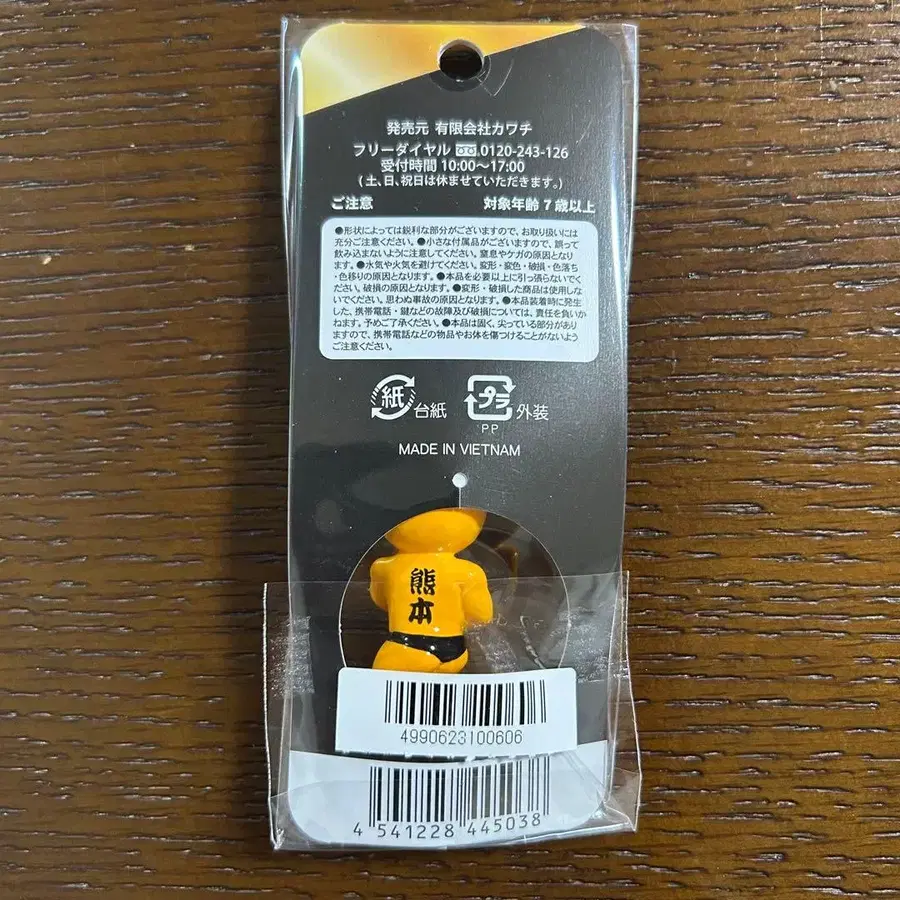 発売元 有限会社カワチ
フリーダイヤル 0120-243-126
受付時間 10:00～17:00
(土、日、祝日は休ませていただきます。)
ご注意 対象年齢 7歳以上
●形状によっては鋭利な部分がございますので、お取り扱いには
充分ご注意ください。●小さな付属品がございますので、誤って
飲み込まないように注意してください。窒息やケガの原因となり
ます。●水気や火気を避けてください。変形・変色・破損・色落ち
・色移りの原因となります。●本品を必要以上に引っ張らないでく
ださい。破損の原因となります。●変形・破損した商品は使用しな
いでください。思わぬ事故の原因となります。●本品装着時に発生
した、携帯電話・鍵などの故障及び破損については、責任を負いか
ねます。予めご了承ください。●本品は固く、尖っている部分があり
ますので、携帯電話などの物品やお体を傷つけることがないよう
ご注意ください。
紙 台紙 プラ 外装
PP
MADE IN VIETNAM
熊本
4990623100606
4 541228 445038